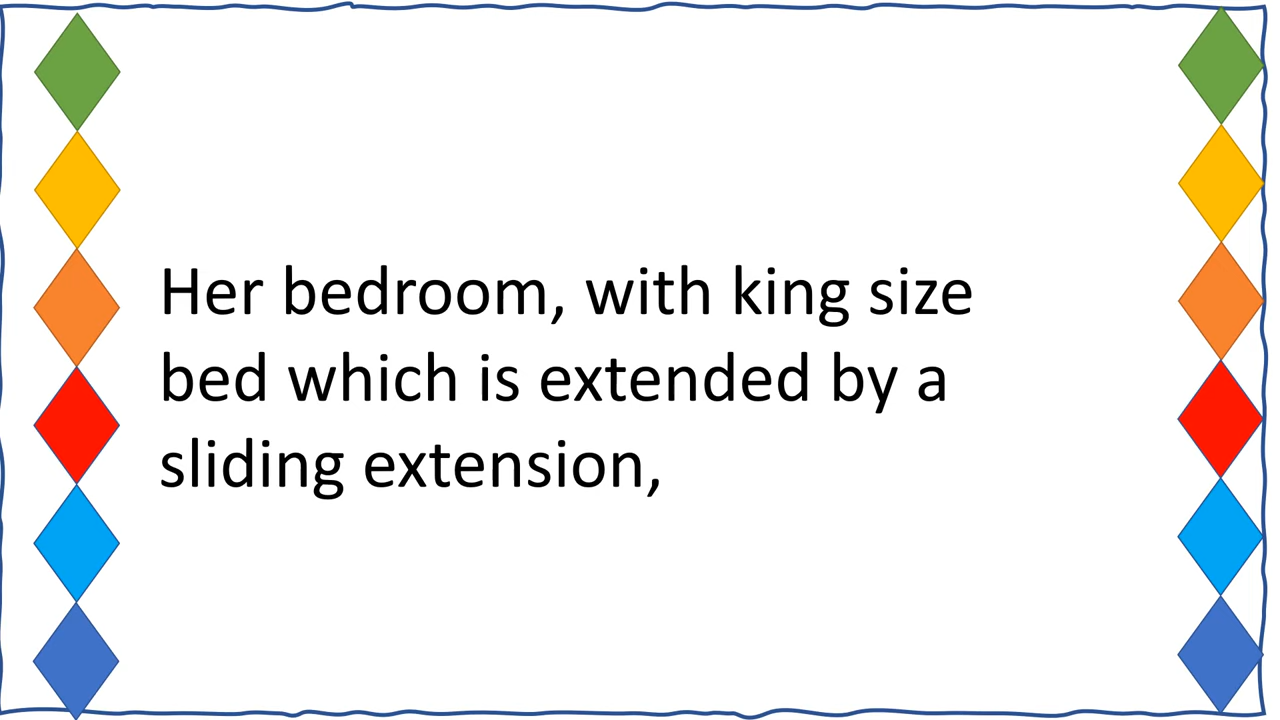 Her bedroom, with king size
bed which is extended by a
sliding extension,